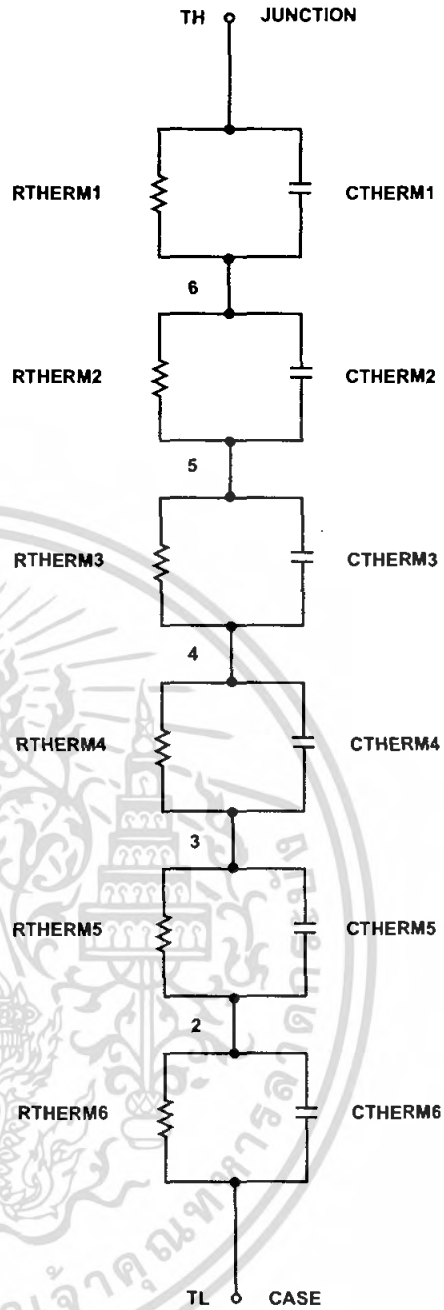 TH JUNCTION
RTHERM1 CTHERM1
6
RTHERM2 CTHERM2
5
RTHERM3 CTHERM3
4
RTHERM4 CTHERM4
3
RTHERM5 CTHERM5
2
RTHERM6 CTHERM6
TL CASE